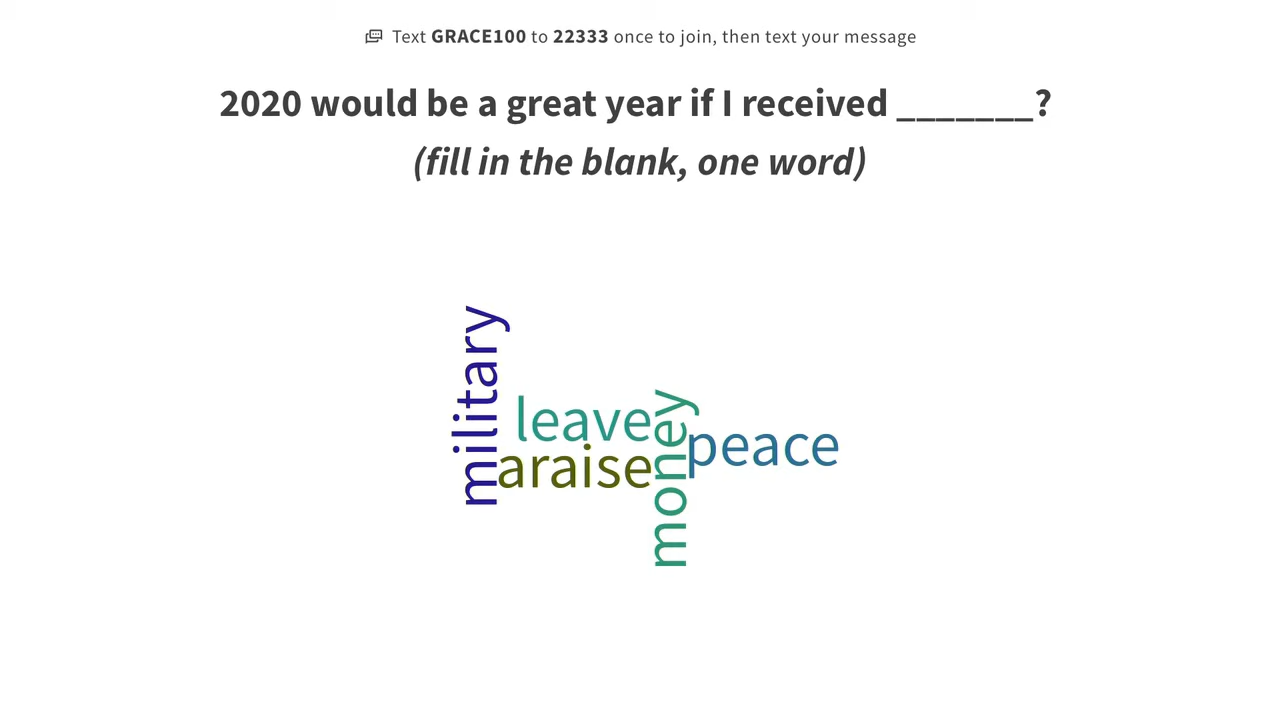 Text GRACE100 to 22333 once to join, then text your message
2020 would be a great year if I received _______?
(fill in the blank, one word)
military
leave
araise
money
peace